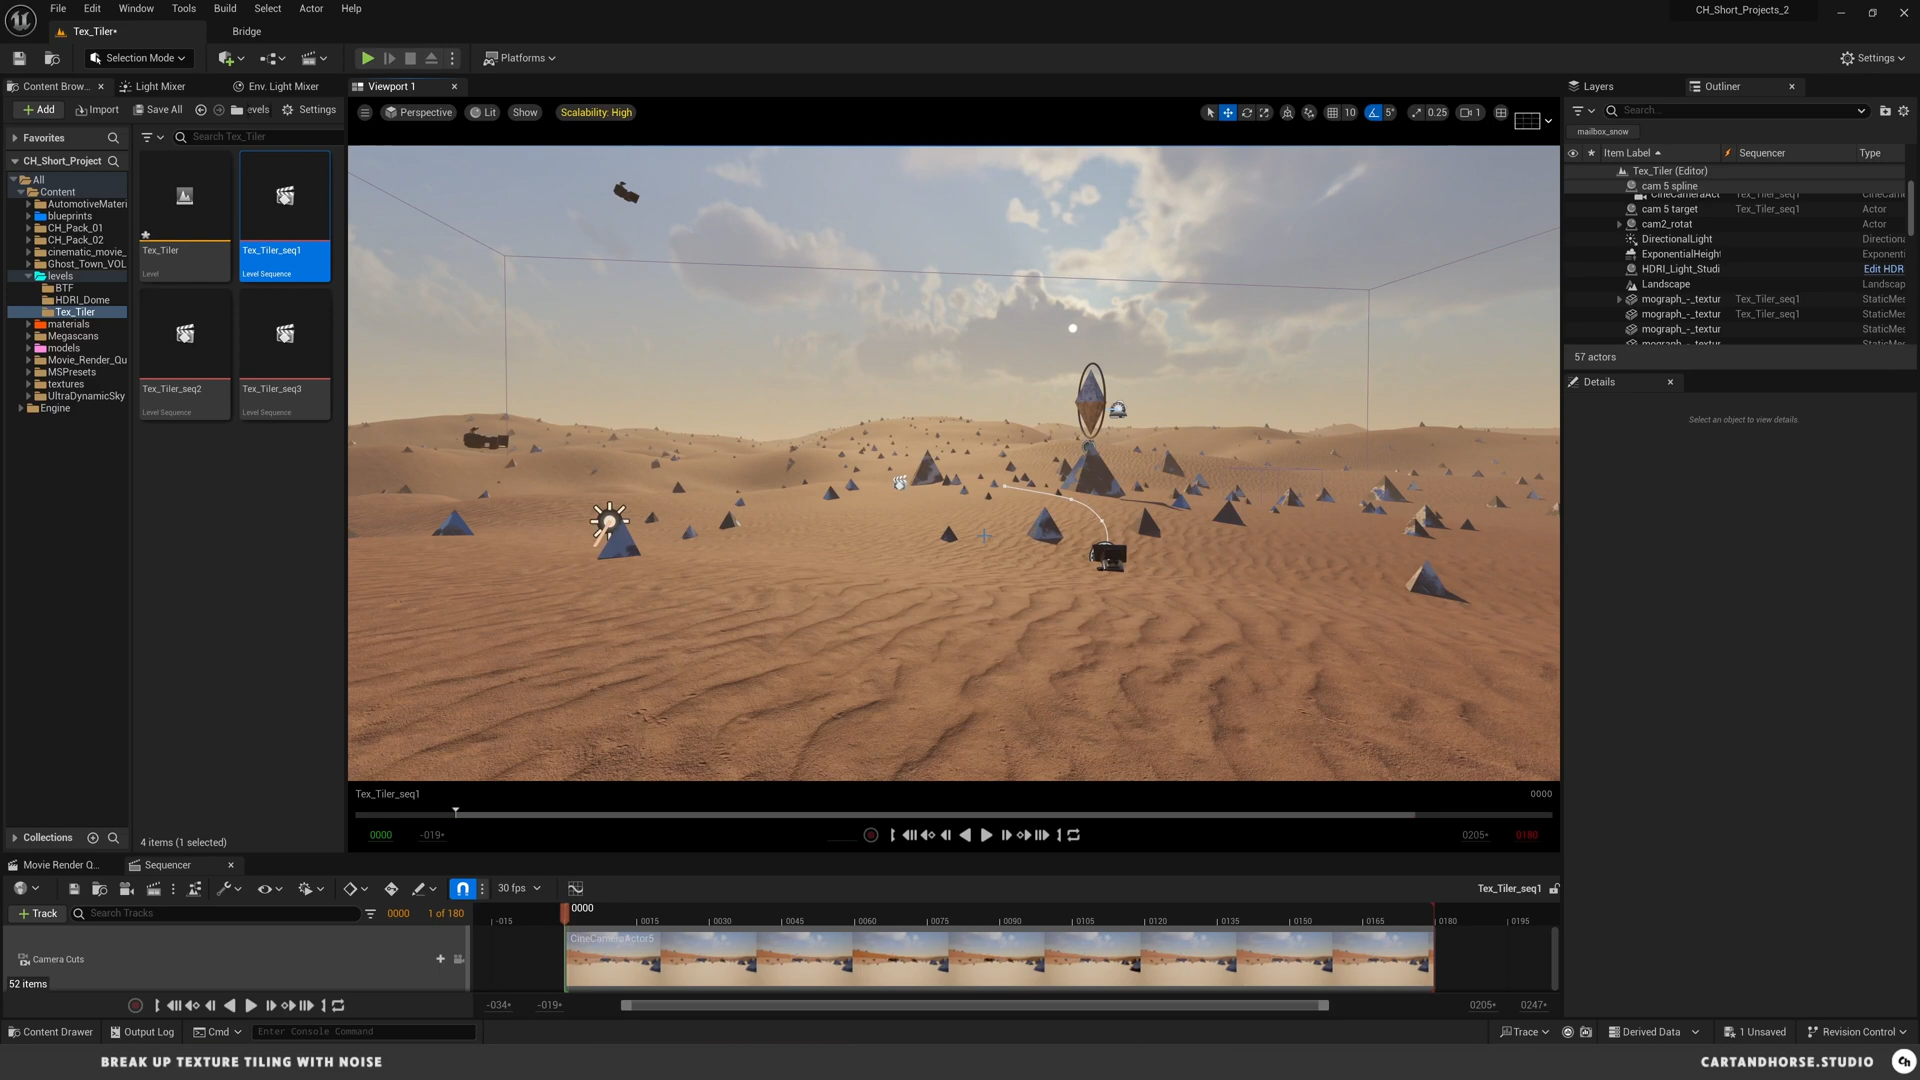 File Edit Window Tools Build Select Actor Help
CH_Short_Projects_2
Tex_Tiler*
Bridge
Selection Mode
Platforms
Settings
Content Brow...
Light Mixer
Env. Light Mixer
Viewport 1
Layers
Outliner
Add
Import
Save All
evels
Settings
Perspective
Lit
Show
Scalability: High
10
5°
0.25
1
Search...
mailbox_snow
Favorites
Search Tex_Tiler
CH_Short_Project
Item Label
Sequencer
Type
All
Content
AutomotiveMateri
blueprints
CH_Pack_01
CH_Pack_02
cinematic_movie_
Ghost_Town_VOL
levels
BTF
HDRI_Dome
Tex_Tiler
materials
Megascans
models
Movie_Render_Qu
MSPresets
textures
UltraDynamicSky
Engine
Tex_Tiler
Level
Tex_Tiler_seq1
Level Sequence
Tex_Tiler_seq2
Level Sequence
Tex_Tiler_seq3
Level Sequence
Tex_Tiler (Editor)
cam 5 spline
CineCameraAct Tex_Tiler_seq1 CineCam
cam 5 target Tex_Tiler_seq1 Actor
cam2_rotat Actor
DirectionalLight Directiona
ExponentialHeight Exponenti
HDRI_Light_Studi Edit HDR
Landscape Landscap
mograph_-_textur Tex_Tiler_seq1 StaticMes
mograph_-_textur Tex_Tiler_seq1 StaticMes
mograph_-_textur StaticMes
mograph_-_textur StaticMes
57 actors
Details
Select an object to view details.
Tex_Tiler_seq1
0000
0000 -019+
0205+ 0180
Collections
4 items (1 selected)
Movie Render Q...
Sequencer
30 fps
Tex_Tiler_seq1
Track
Search Tracks
0000
1 of 180
0000
-015 0015 0030 0045 0060 0075 0090 0105 0120 0135 0150 0165 0180 0195
CineCameraActor5
Camera Cuts
52 items
-034+ -019+
0205+ 0247+
Content Drawer
Output Log
Cmd
Enter Console Command
Trace
Derived Data
1 Unsaved
Revision Control
BREAK UP TEXTURE TILING WITH NOISE
CARTANDHORSE.STUDIO
Ch